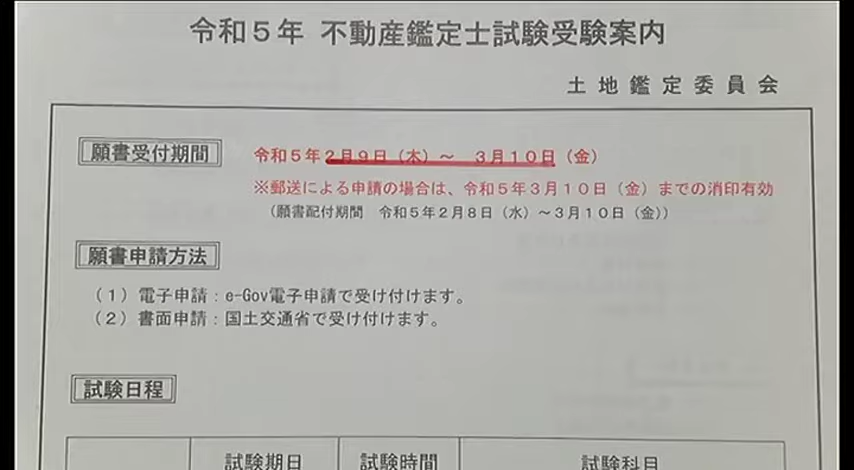 令和５年 不動産鑑定士試験受験案内
土地鑑定委員会
願書受付期間
令和５年２月９日（木）～ ３月１０日（金）
※郵送による申請の場合は、令和５年３月１０日（金）までの消印有効
（願書配付期間 令和５年２月８日（水）～３月１０日（金））
願書申請方法
（１）電子申請：e-Gov電子申請で受け付けます。
（２）書面申請：国土交通省で受け付けます。
試験日程
試験期日 試験時間 試験科目